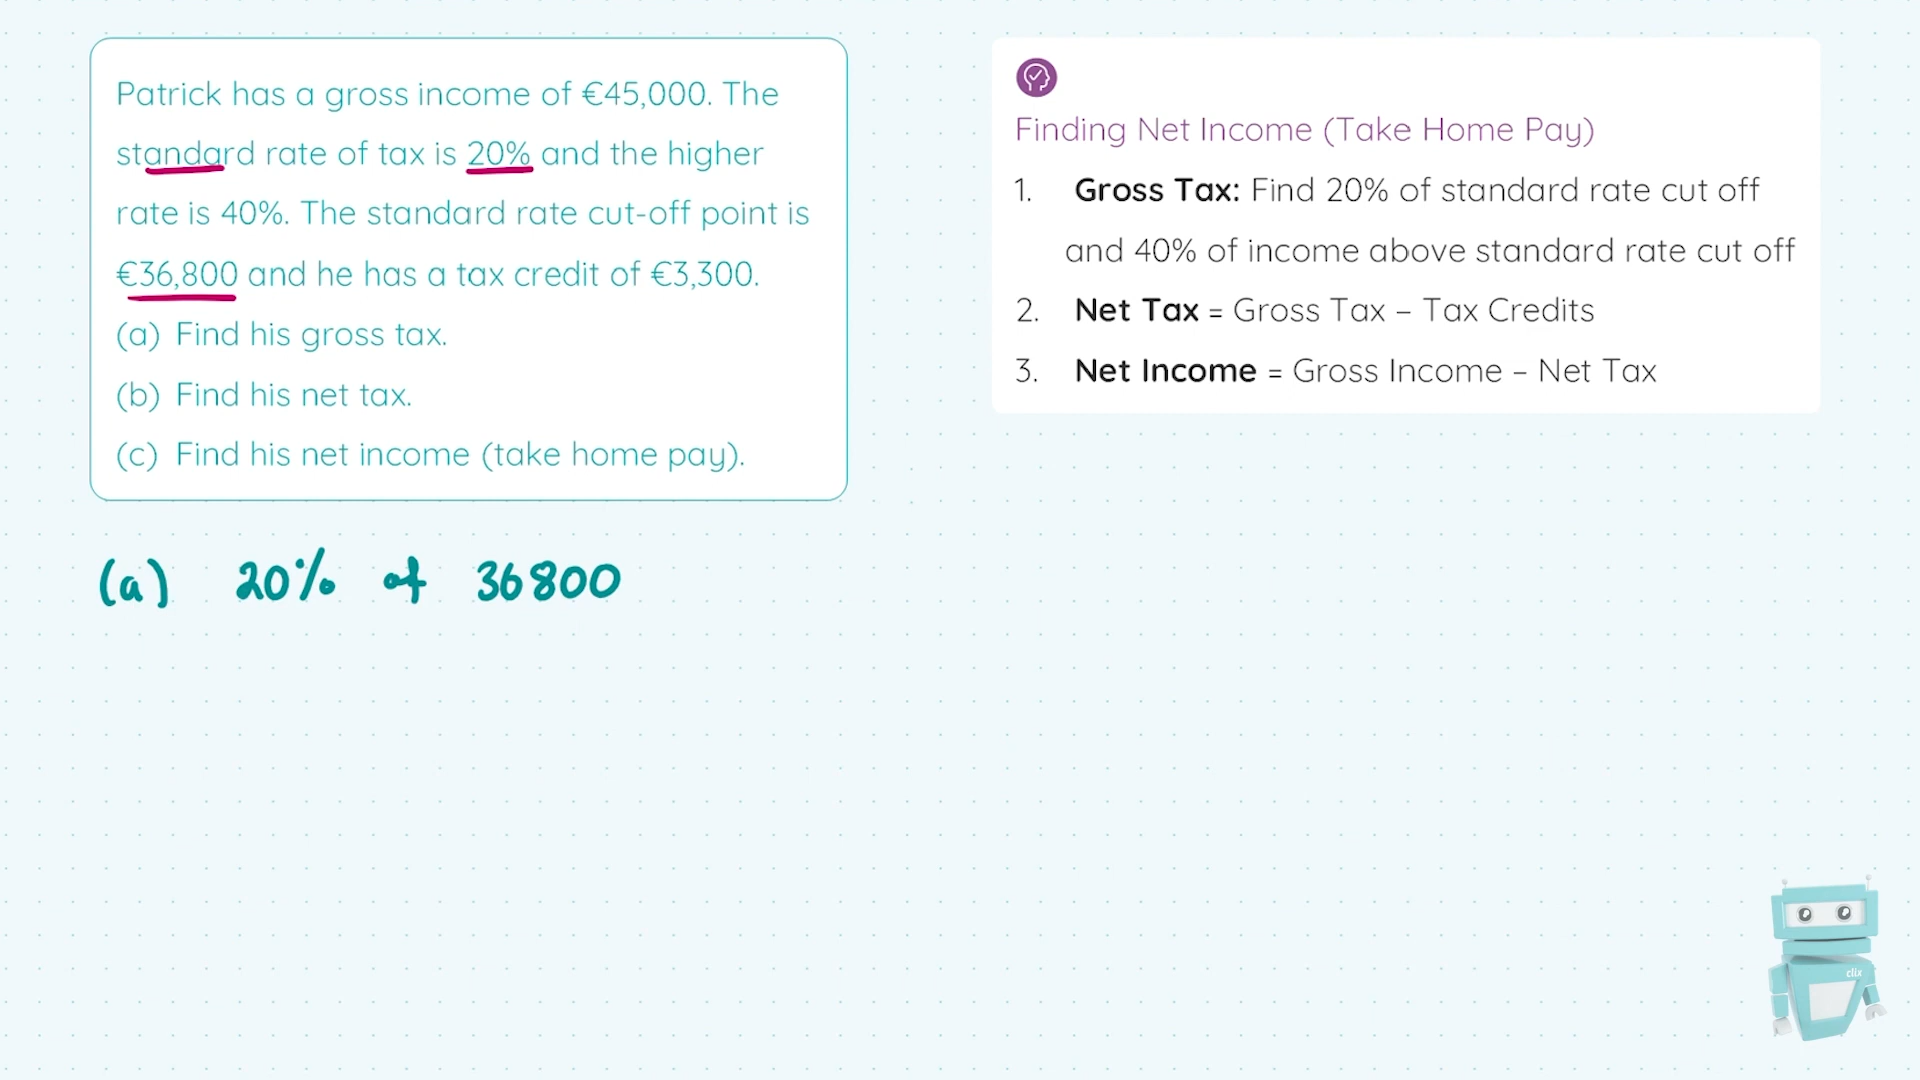 Patrick has a gross income of €45,000. The
standard rate of tax is 20% and the higher
rate is 40%. The standard rate cut-off point is
€36,800 and he has a tax credit of €3,300.
(a) Find his gross tax.
(b) Find his net tax.
(c) Find his net income (take home pay).
Finding Net Income (Take Home Pay)
1. Gross Tax: Find 20% of standard rate cut off
and 40% of income above standard rate cut off
2. Net Tax = Gross Tax – Tax Credits
3. Net Income = Gross Income – Net Tax
(a) 20% of 36800
clix